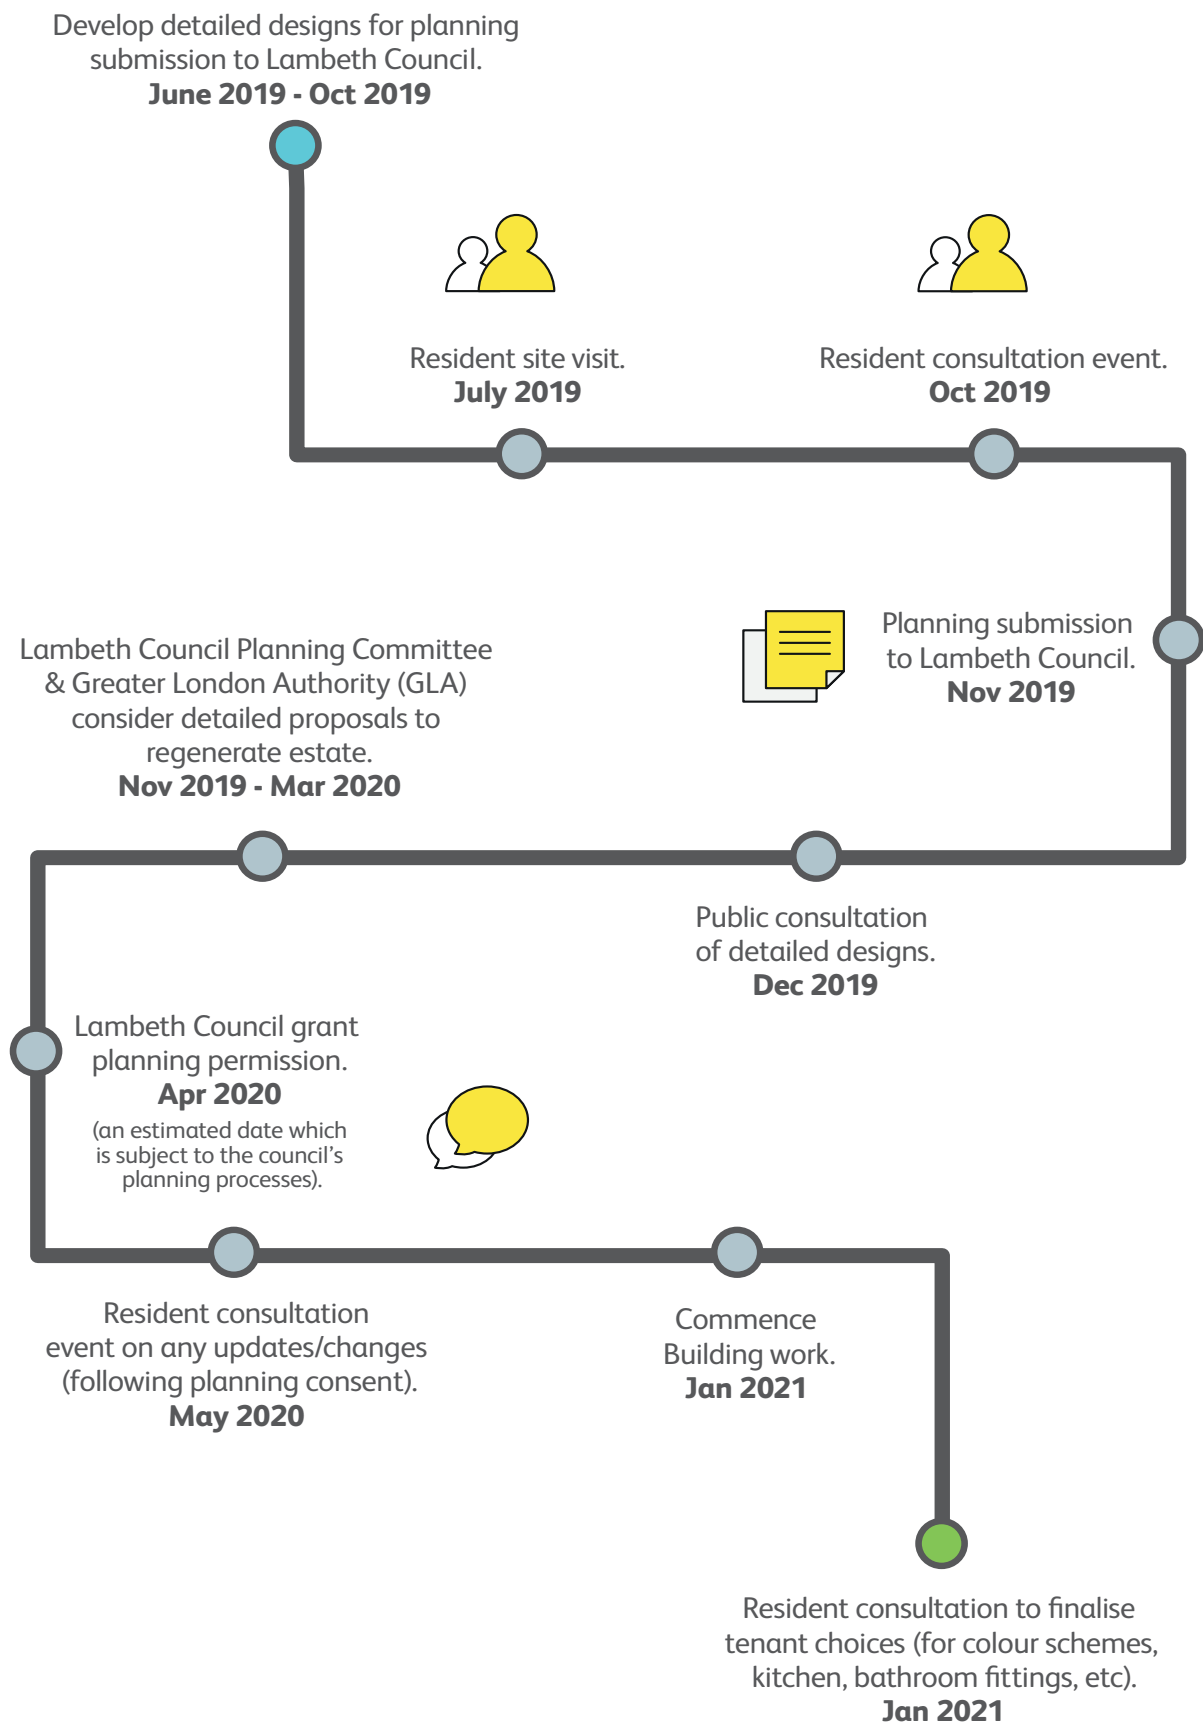 Develop detailed designs for planning
submission to Lambeth Council.
June 2019 - Oct 2019
Resident site visit.
July 2019
Resident consultation event.
Oct 2019
Planning submission
to Lambeth Council.
Nov 2019
Public consultation
of detailed designs.
Dec 2019
Lambeth Council Planning Committee
& Greater London Authority (GLA)
consider detailed proposals to
regenerate estate.
Nov 2019 - Mar 2020
Lambeth Council grant
planning permission.
Apr 2020
(an estimated date which
is subject to the council’s
planning processes).
Resident consultation
event on any updates/changes
(following planning consent).
May 2020
Commence
Building work.
Jan 2021
Resident consultation to finalise
tenant choices (for colour schemes,
kitchen, bathroom fittings, etc).
Jan 2021